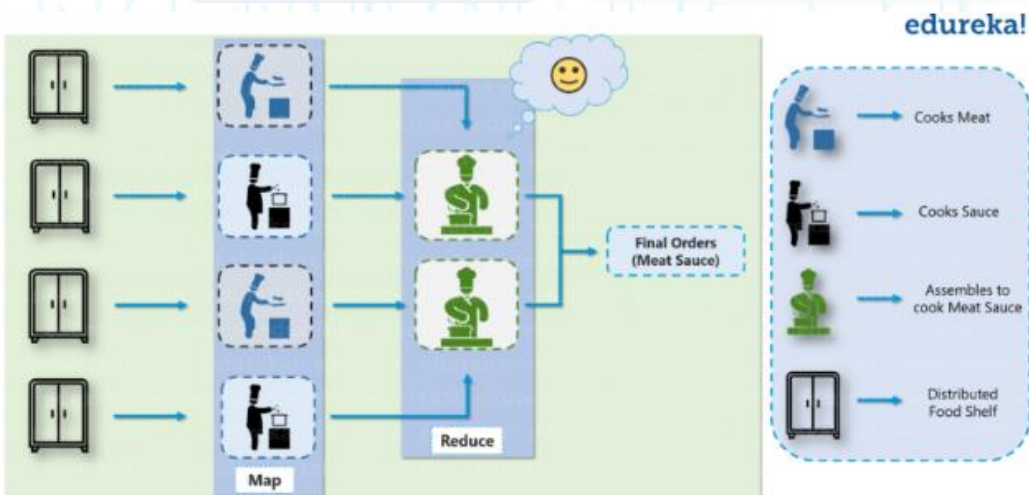 edureka!
Final Orders
(Meat Sauce)
Reduce
Map
Cooks Meat
Cooks Sauce
Assembles to
cook Meat Sauce
Distributed
Food Shelf